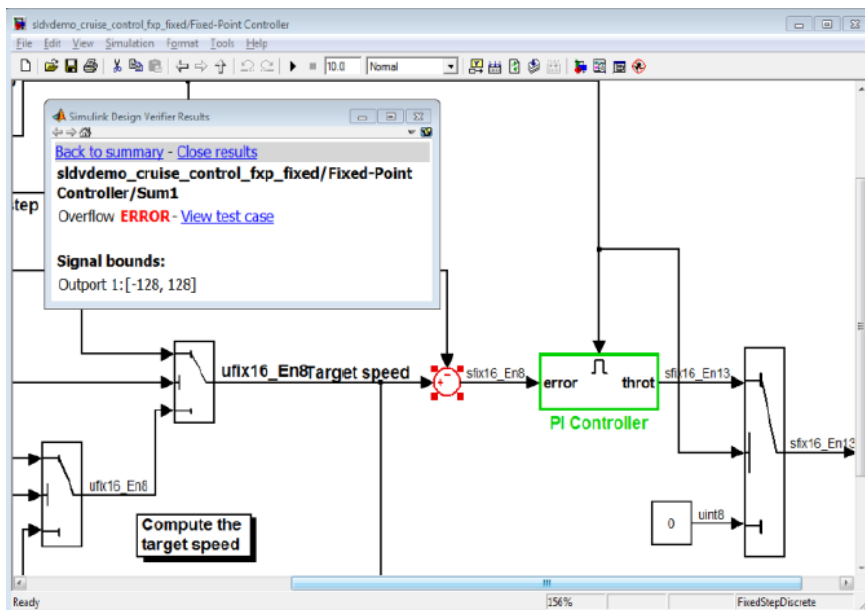 sldvdemo_cruise_control_fxp_fixed/Fixed-Point Controller
File Edit View Simulation Format Tools Help
10.0 Normal
Simulink Design Verifier Results
Back to summary - Close results
sldvdemo_cruise_control_fxp_fixed/Fixed-Point
Controller/Sum1
Overflow ERROR - View test case
Signal bounds:
Outport 1:[-128, 128]
tep
ufix16_En8
Target speed
sfix16_En8
error
throt
PI Controller
sfix16_En13
sfix16_En13
ufix16_En8
Compute the
target speed
0
uint8
Ready
156%
FixedStepDiscrete